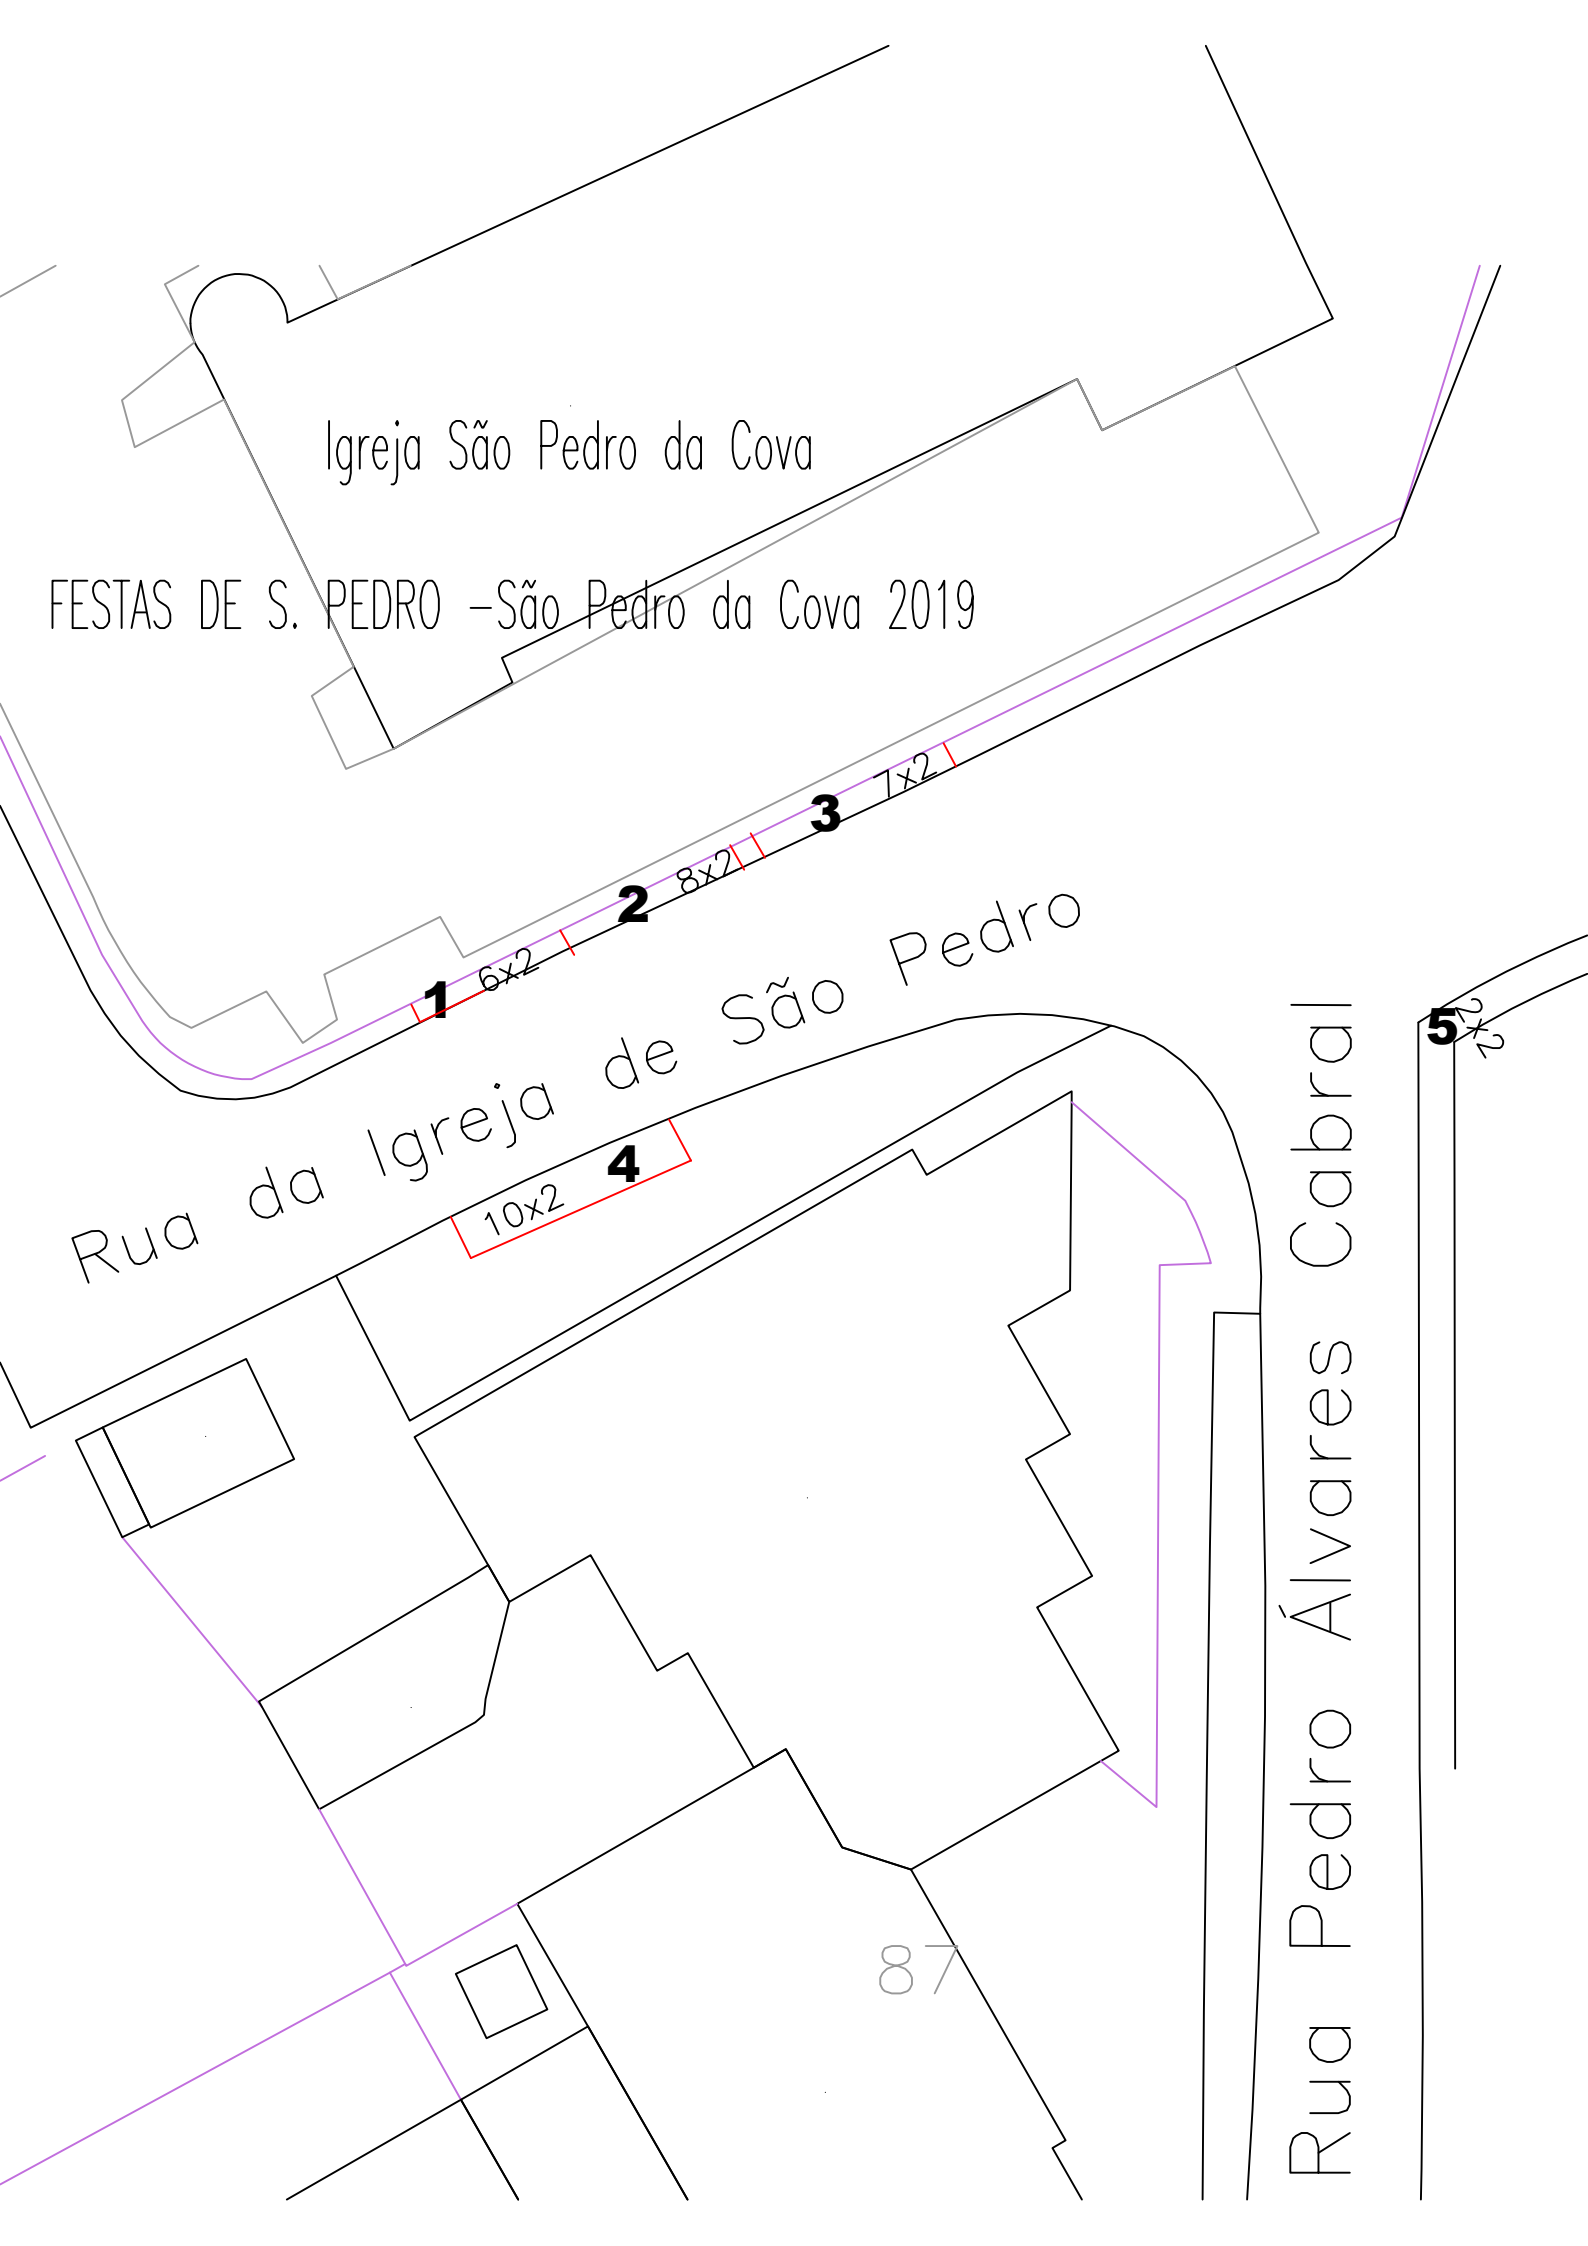 Igreja São Pedro da Cova
FESTAS DE S. PEDRO -São Pedro da Cova 2019
7x2
3
8x2
2
6x2
1
Rua da Igreja de São Pedro
5
2x2
4
10x2
Rua Pedro Álvares Cabral
87